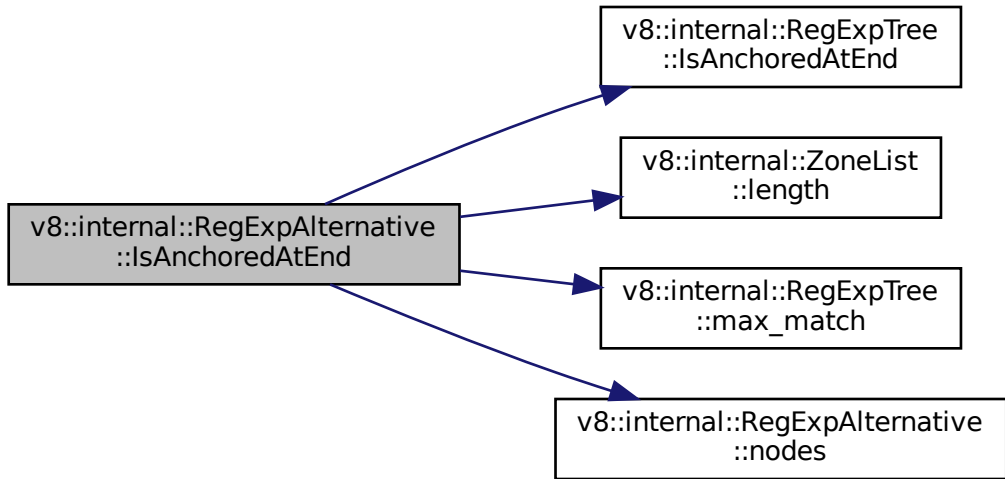 v8::internal::RegExpTree
::IsAnchoredAtEnd
v8::internal::ZoneList
::length
v8::internal::RegExpAlternative
::IsAnchoredAtEnd
v8::internal::RegExpTree
::max_match
v8::internal::RegExpAlternative
::nodes